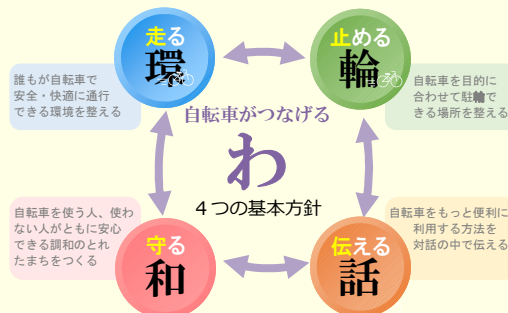 走る
環
誰もが自転車で
安全・快適に通行
できる環境を整える
止める
輪
自転車を目的に
合わせて駐輪で
きる場所を整える
自転車がつなげる
わ
4つの基本方針
守る
和
自転車を使う人、使わ
ない人がともに安心
できる調和のとれ
たまちをつくる
伝える
話
自転車をもっと便利に
利用する方法を
対話の中で伝える